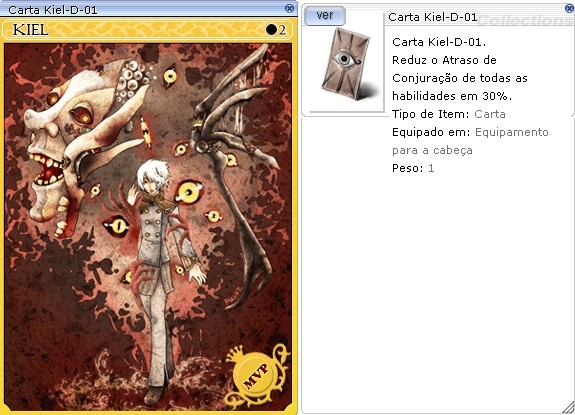 Carta Kiel-D-01
KIEL
2
MVP
ver
Carta Kiel-D-01
Collections
Carta Kiel-D-01.
Reduz o Atraso de
Conjuração de todas as
habilidades em 30%.
Tipo de Item: Carta
Equipado em: Equipamento
para a cabeça
Peso: 1